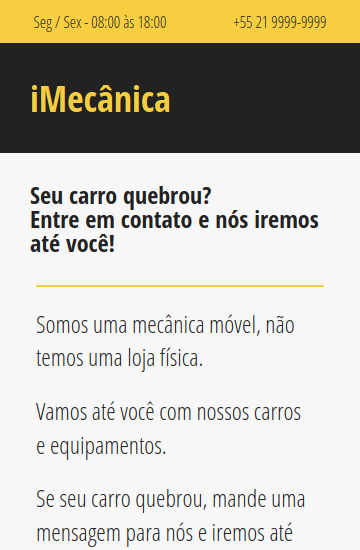 Seg / Sex - 08:00 às 18:00 +55 21 9999-9999
iMecânica
Seu carro quebrou?
Entre em contato e nós iremos
até você!
Somos uma mecânica móvel, não
temos uma loja física.
Vamos até você com nossos carros
e equipamentos.
Se seu carro quebrou, mande uma
mensagem para nós e iremos até